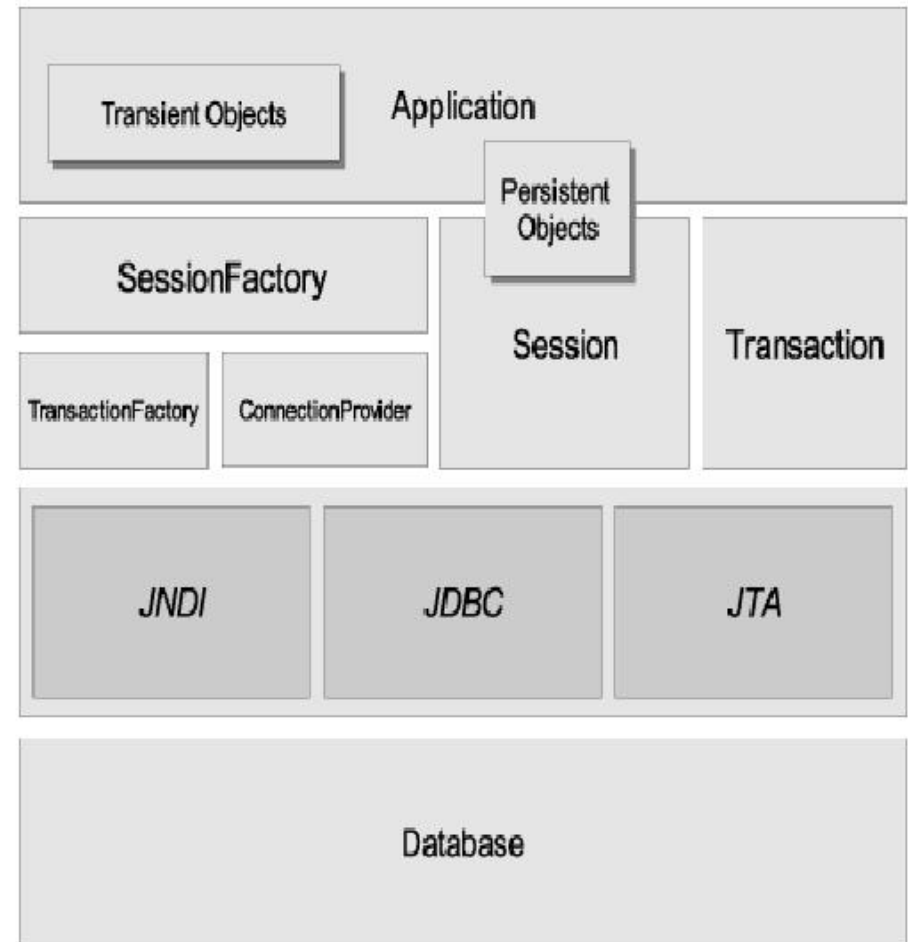 Transient Objects
Application
Persistent
Objects
SessionFactory
Session
Transaction
TransactionFactory
ConnectionProvider
JNDI
JDBC
JTA
Database